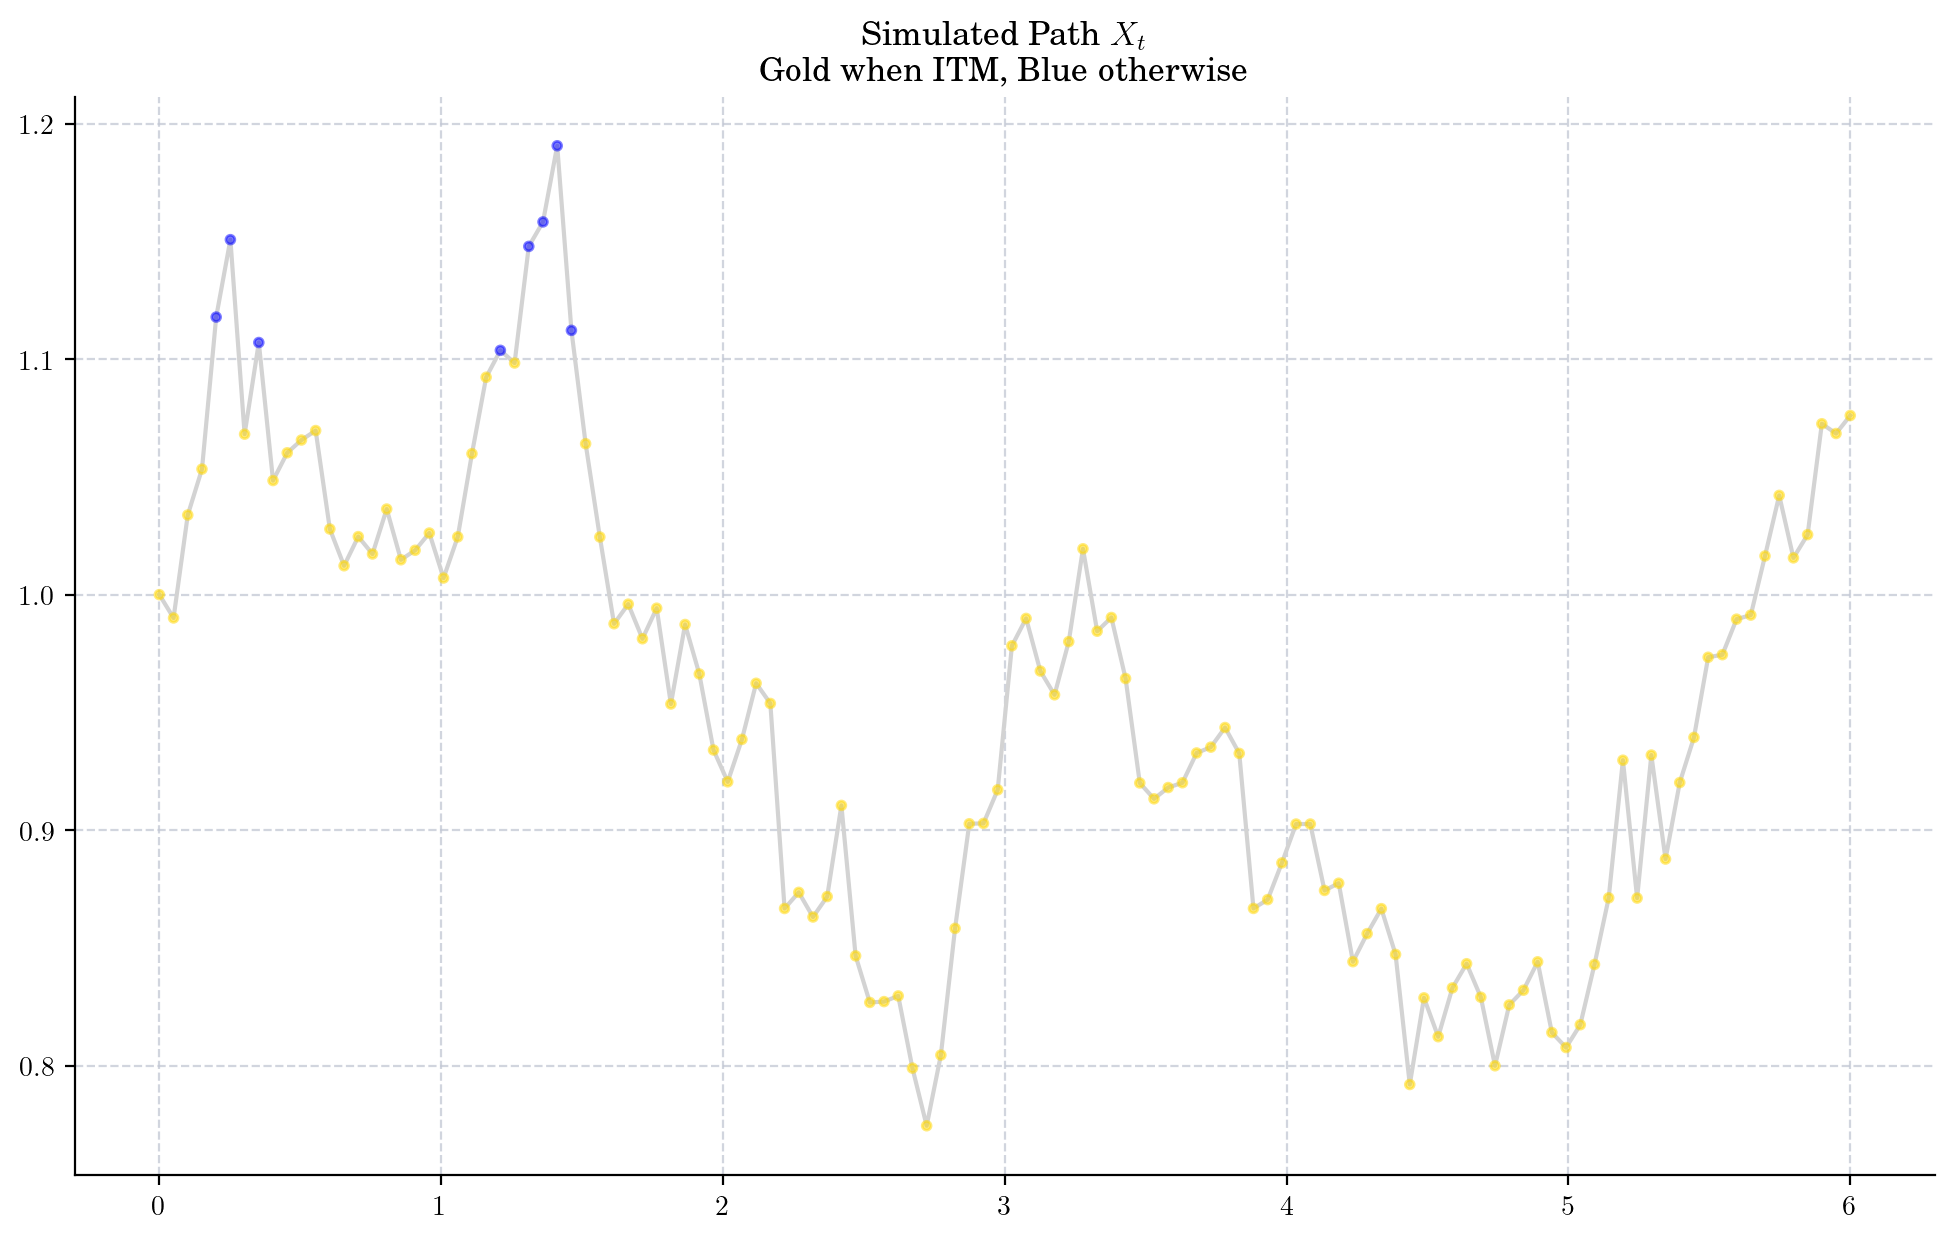 Simulated Path X_t
Gold when ITM, Blue otherwise
1.2
1.1
1.0
0.9
0.8
0 1 2 3 4 5 6